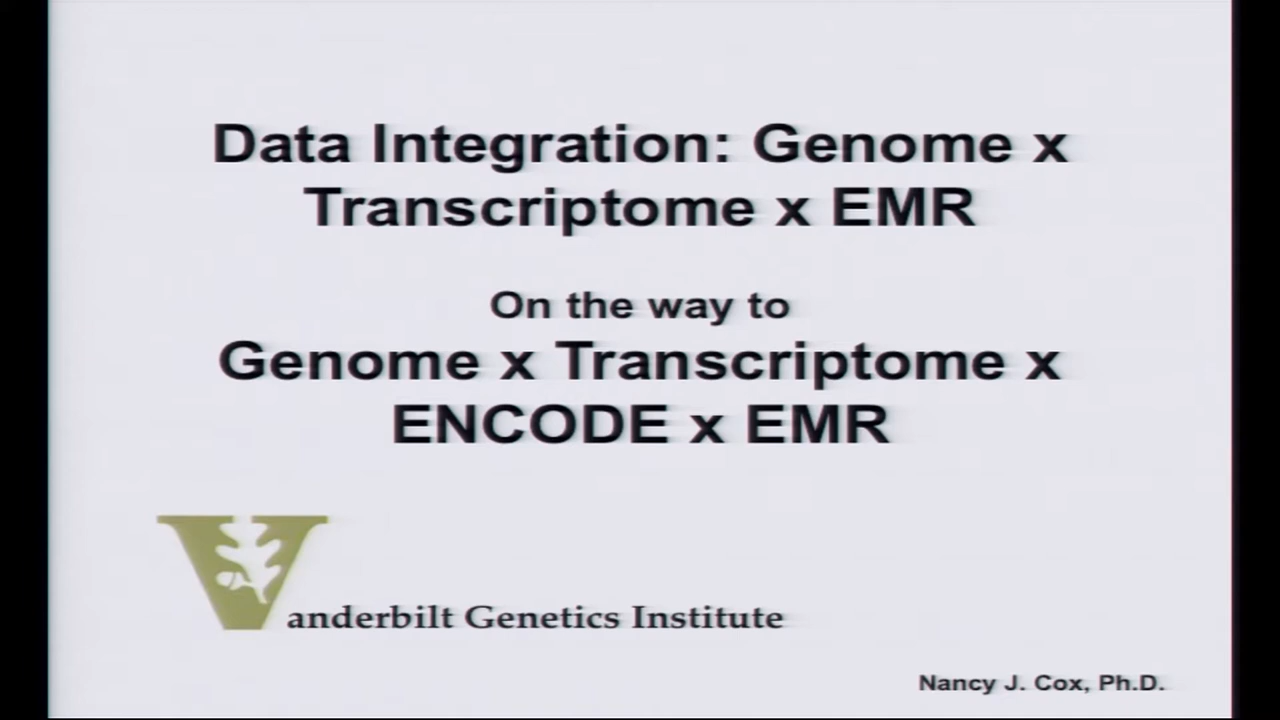 Data Integration: Genome x
Transcriptome x EMR
On the way to
Genome x Transcriptome x
ENCODE x EMR
Vanderbilt Genetics Institute
Nancy J. Cox, Ph.D.